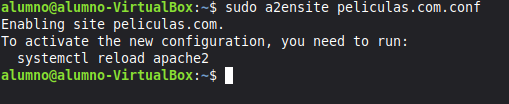 alumno@alumno-VirtualBox:~$ sudo a2ensite peliculas.com.conf
Enabling site peliculas.com.
To activate the new configuration, you need to run:
  systemctl reload apache2
alumno@alumno-VirtualBox:~$